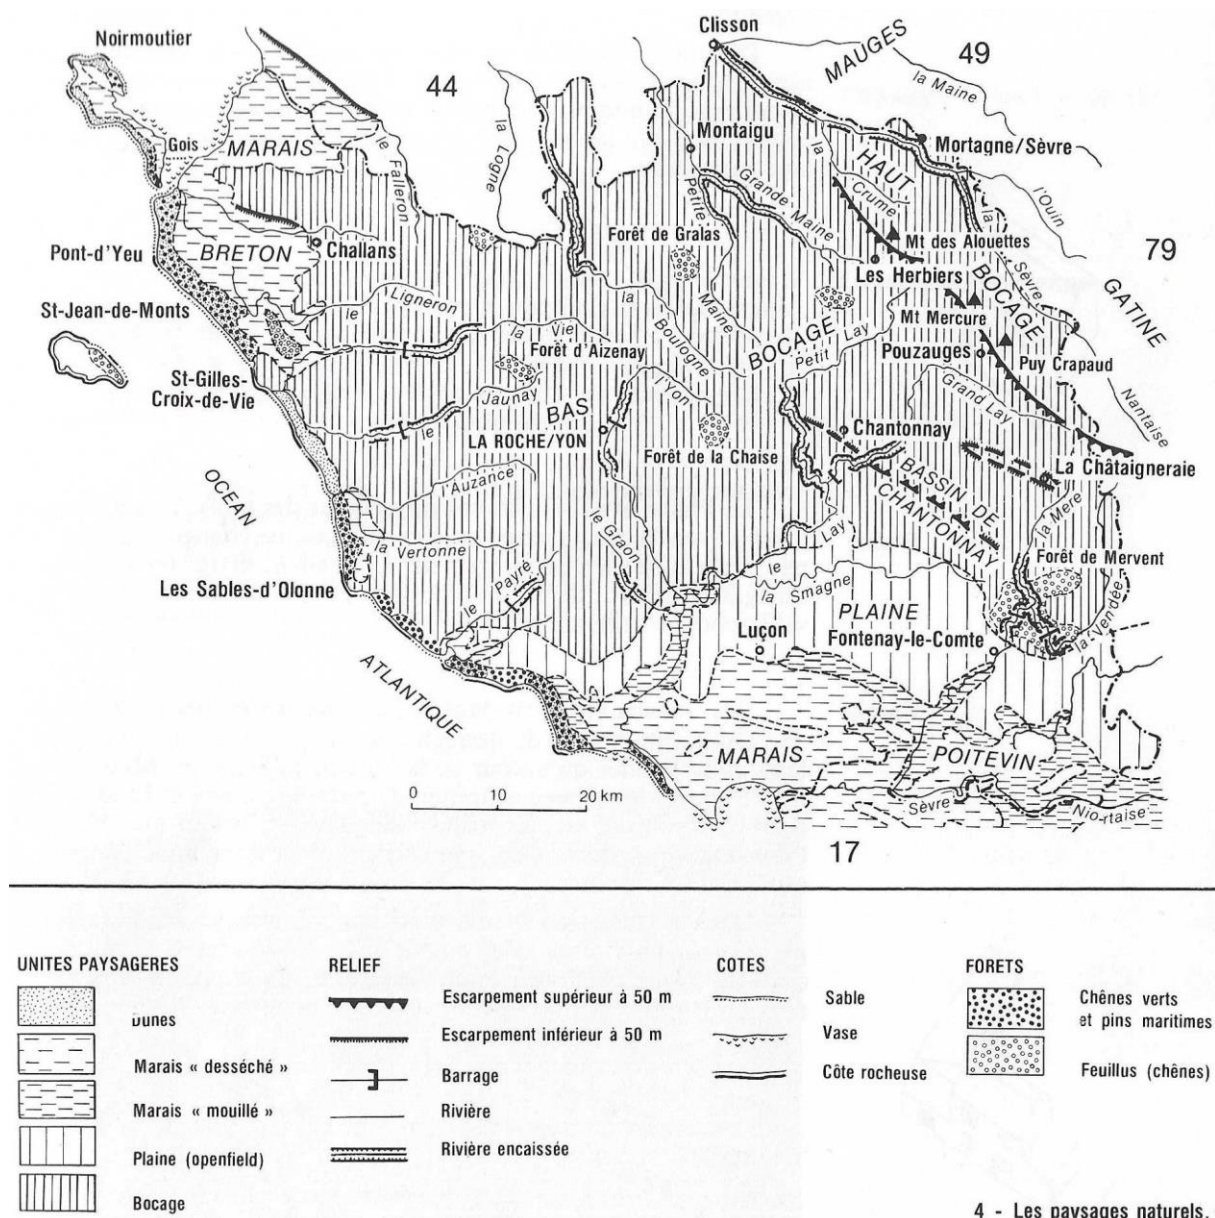 Noirmoutier
44
Clisson
MAUGES
49
la Maine
Gois
MARAIS
le Falleron
la Logne
Montaigu
la
HAUT
Mortagne/Sèvre
Crume
la
l'Ouin
79
Petite
Grande Maine
Forêt de Gralas
Mt des Alouettes
Pont-d'Yeu
BRETON
Challans
Les Herbiers
BOCAGE
Sèvre
GATINE
St-Jean-de-Monts
le Ligneron
la Vie
la Boulogne
Maine
BOCAGE
Petit Lay
Mt Mercure
Forêt d'Aizenay
Pouzauges
Puy Crapaud
St-Gilles-
Croix-de-Vie
le Jaunay
BAS
l'Yon
Grand Lay
Nantaise
LA ROCHE/YON
Chantonnay
Forêt de la Chaise
La Châtaigneraie
OCEAN
l'Auzance
BASSIN DE
CHANTONNAY
la Mere
la Vertonne
le Graon
le Lay
Forêt de Mervent
Les Sables-d'Olonne
le Payré
la Smagne
PLAINE
Luçon
Fontenay-le-Comte
la Vendée
ATLANTIQUE
MARAIS
POITEVIN
0 10 20 km
Sèvre
Niortaise
17
UNITES PAYSAGERES
Dunes
Marais « desséché »
Marais « mouillé »
Plaine (openfield)
Bocage
RELIEF
Escarpement supérieur à 50 m
Escarpement inférieur à 50 m
Barrage
Rivière
Rivière encaissée
COTES
Sable
Vase
Côte rocheuse
FORETS
Chênes verts
et pins maritimes
Feuillus (chênes)
4 - Les paysages naturels.